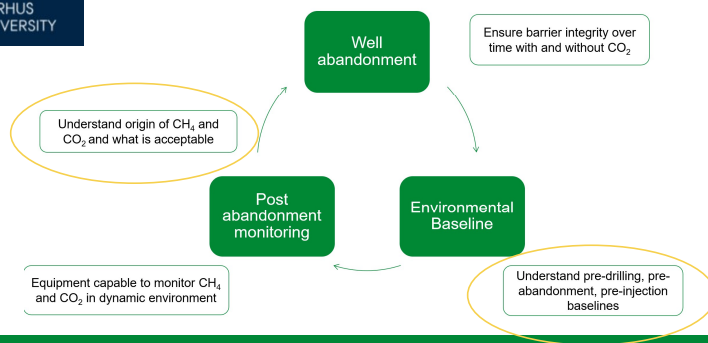 VERSITY
Well
abandonment
Ensure barrier integrity over
time with and without CO₂
Understand origin of CH₄ and
CO₂ and what is acceptable
Post
abandonment
monitoring
Environmental
Baseline
Equipment capable to monitor CH₄
and CO₂ in dynamic environment
Understand pre-drilling, pre-
abandonment, pre-injection
baselines